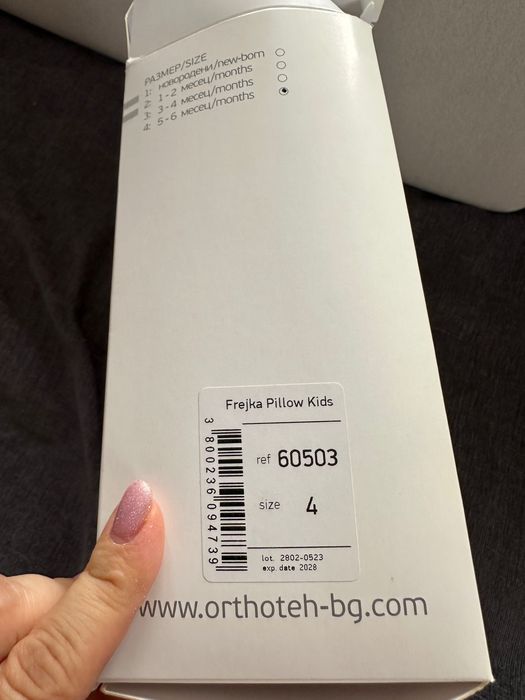 РАЗМЕР/SIZE
1: новородени/new-born
2: 1-2 месец/months
3: 3-4 месец/months
4: 5-6 месец/months
Frejka Pillow Kids
3 800236 094739
ref 60503
size 4
lot. 2802-0523
exp. date 2028
www.orthoteh-bg.com